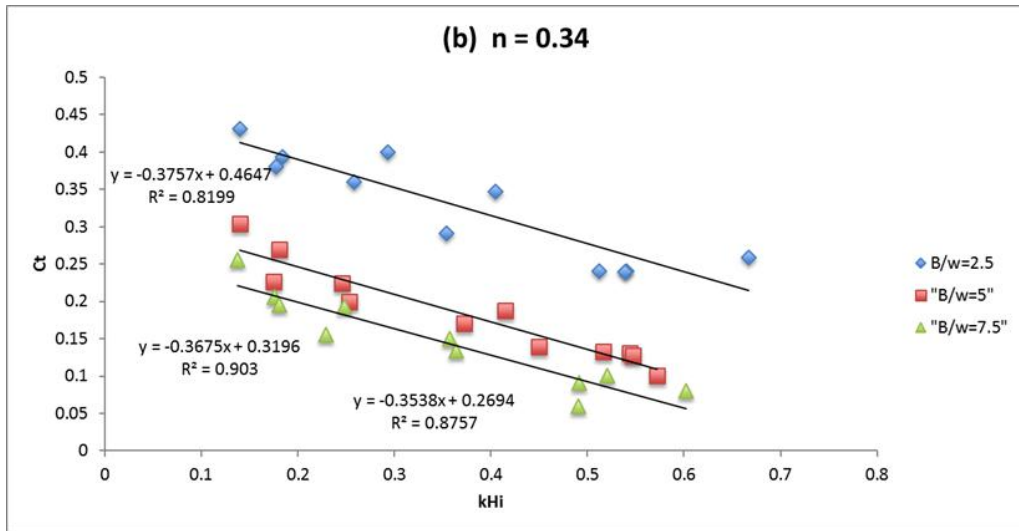 (b) n = 0.34
0.5
0.45
0.4
0.35
0.3
0.25
0.2
0.15
0.1
0.05
0
Ct
y = -0.3757x + 0.4647
R² = 0.8199
y = -0.3675x + 0.3196
R² = 0.903
y = -0.3538x + 0.2694
R² = 0.8757
B/w=2.5
"B/w=5"
"B/w=7.5"
0 0.1 0.2 0.3 0.4 0.5 0.6 0.7 0.8
kHi